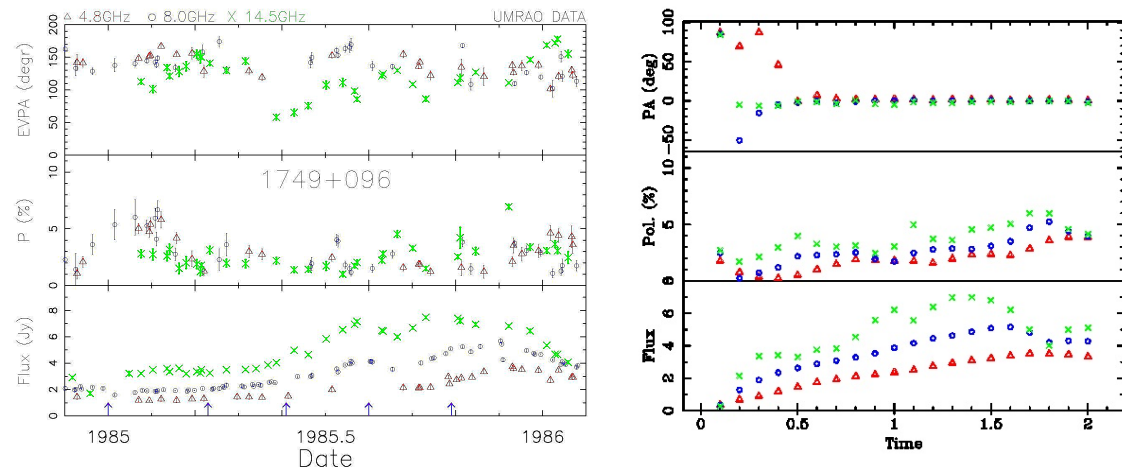 △ 4.8GHz ○ 8.0GHz × 14.5GHz UMRAO DATA
EVPA (degr)
0 50 100 150 200
1749+096
P (%)
0 5 10
Flux (Jy)
0 2 4 6 8
1985 1985.5 1986
Date
PA (deg)
-50 0 50 100
Pol. (%)
0 5 10
Flux
0 2 4 6
0 0.5 1 1.5 2
Time